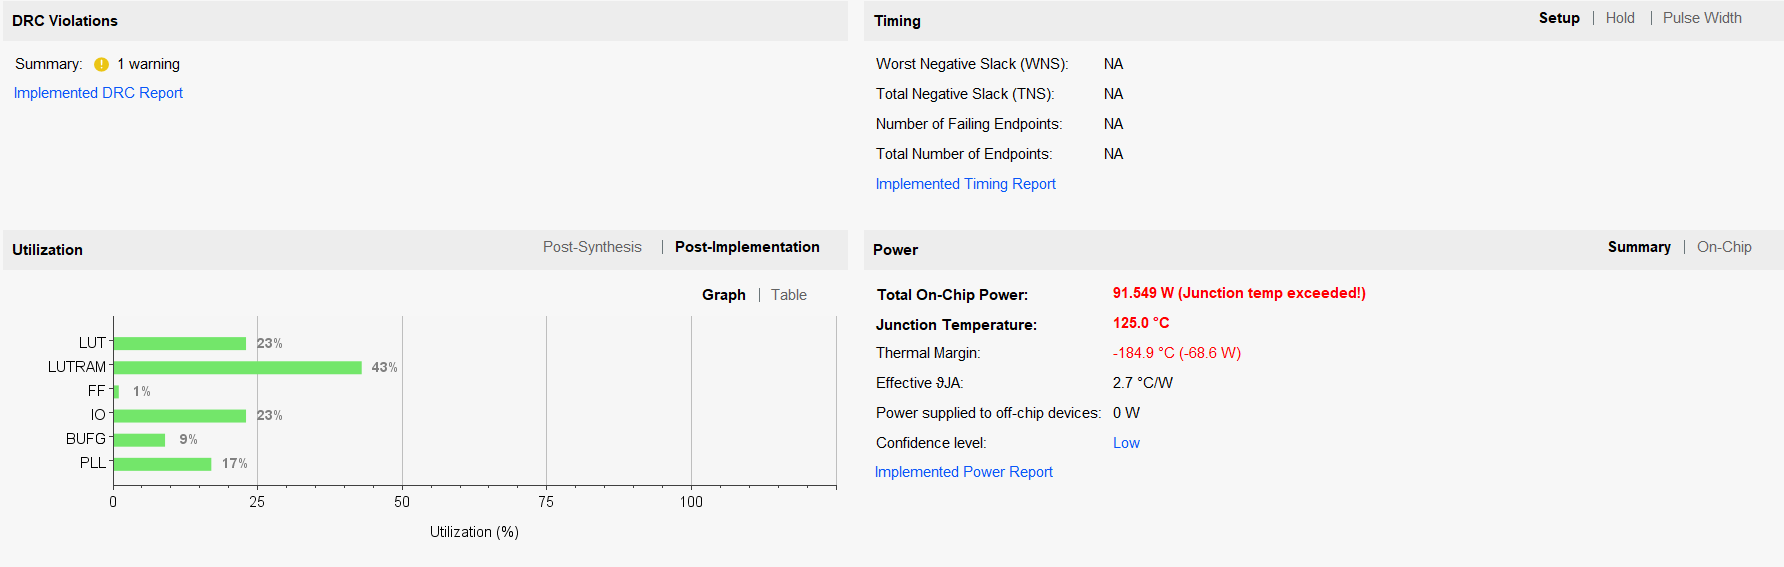 DRC Violations
Summary: 1 warning
Implemented DRC Report
Timing
Setup | Hold | Pulse Width
Worst Negative Slack (WNS): NA
Total Negative Slack (TNS): NA
Number of Failing Endpoints: NA
Total Number of Endpoints: NA
Implemented Timing Report
Utilization
Post-Synthesis | Post-Implementation
Graph | Table
LUT 23%
LUTRAM 43%
FF 1%
IO 23%
BUFG 9%
PLL 17%
0 25 50 75 100
Utilization (%)
Power
Summary | On-Chip
Total On-Chip Power: 91.549 W (Junction temp exceeded!)
Junction Temperature: 125.0 °C
Thermal Margin: -184.9 °C (-68.6 W)
Effective ϑJA: 2.7 °C/W
Power supplied to off-chip devices: 0 W
Confidence level: Low
Implemented Power Report